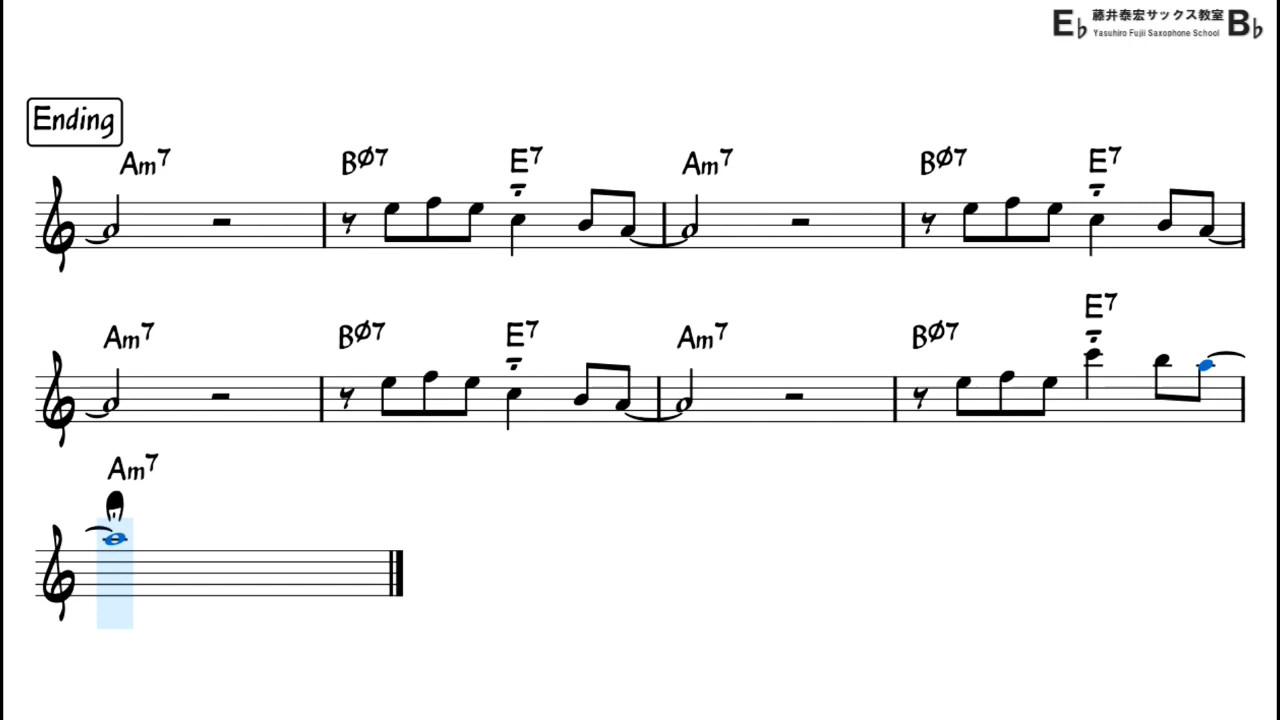 E♭ 藤井泰宏サックス教室 B♭
Yasuhiro Fujii Saxophone School
Ending
Am7 BØ7 E7 Am7 BØ7 E7
Am7 BØ7 E7 Am7 BØ7 E7
Am7